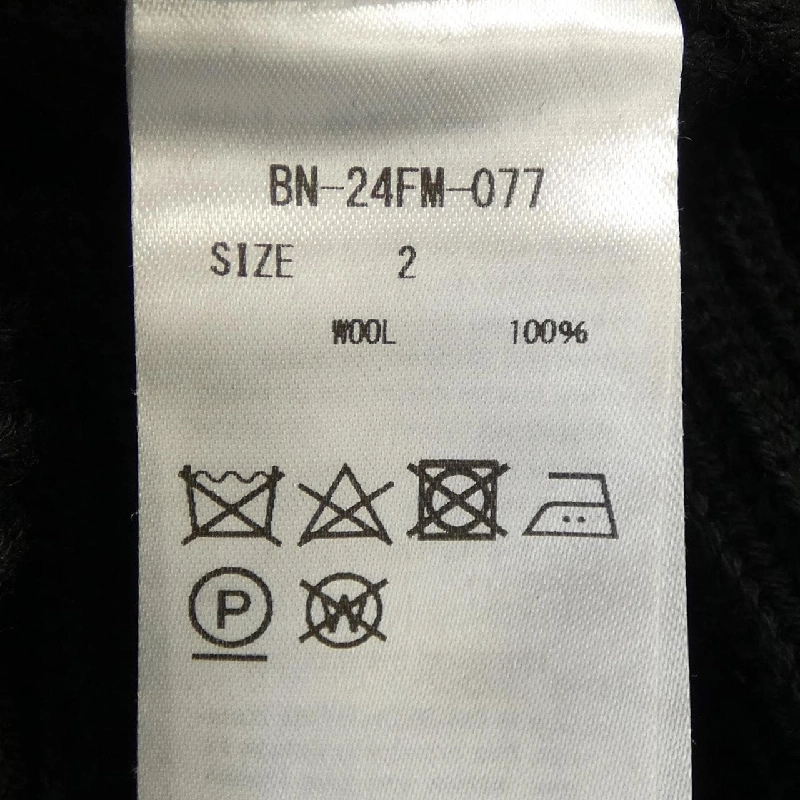 BN-24FM-077
SIZE 2
WOOL 100%
P
W